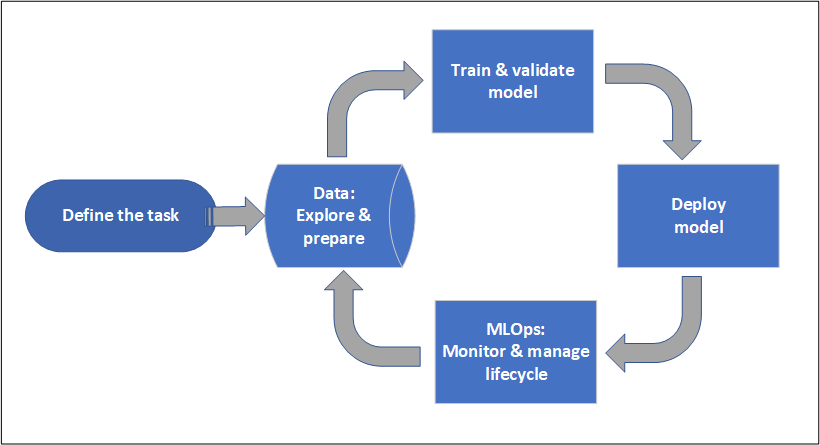 Train & validate
model
Define the task
Data:
Explore &
prepare
Deploy
model
MLOps:
Monitor & manage
lifecycle